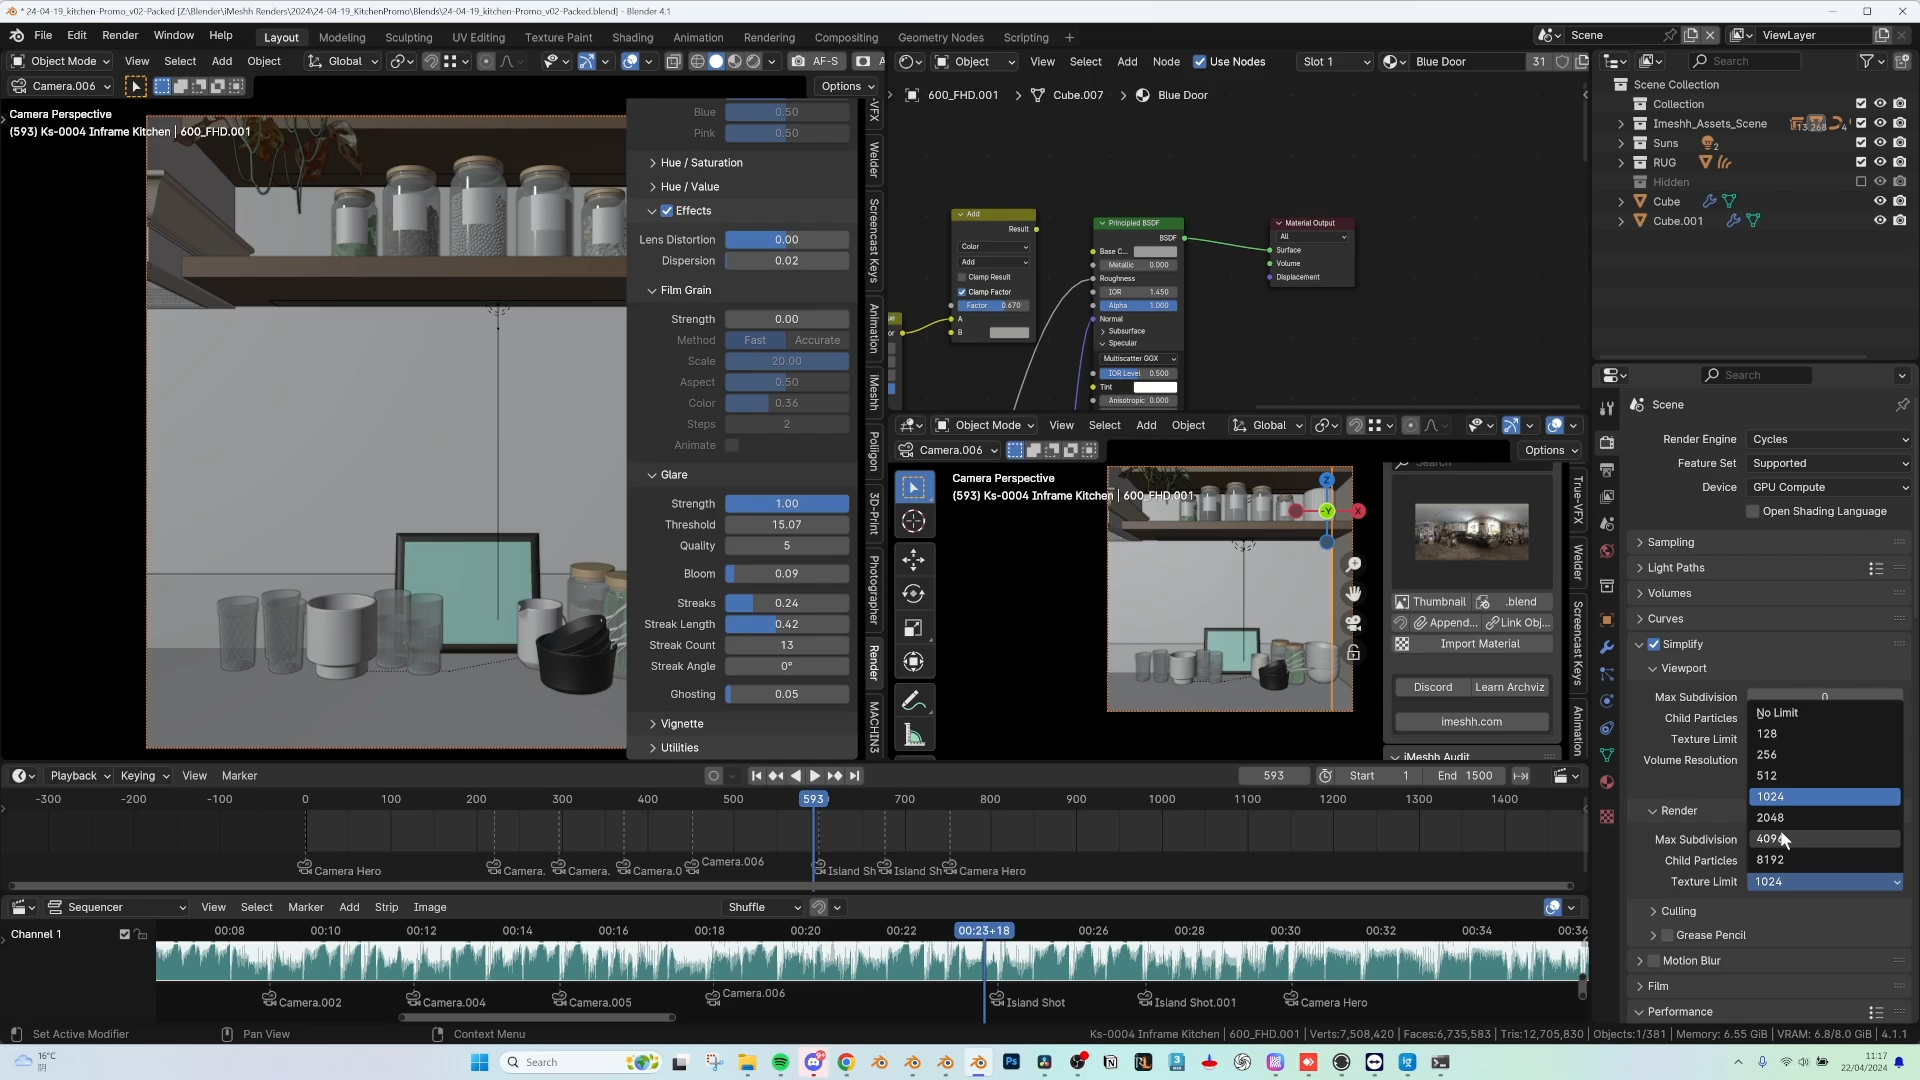 * 24-04-19_kitchen-Promo_v02-Packed [Z:\Blender\iMeshh Renders\2024\24-04-19_KitchenPromo\Blends\24-04-19_kitchen-Promo_v02-Packed.blend] - Blender 4.1
File Edit Render Window Help
Layout Modeling Sculpting UV Editing Texture Paint Shading Animation Rendering Compositing Geometry Nodes Scripting +
Scene
ViewLayer
Object Mode View Select Add Object Global AF-S A
Camera.006
Options
Camera Perspective
(593) Ks-0004 Inframe Kitchen | 600_FHD.001
Blue 0.50
Pink 0.50
Hue / Saturation
Hue / Value
Effects
Lens Distortion 0.00
Dispersion 0.02
Film Grain
Strength 0.00
Method Fast Accurate
Scale 20.00
Aspect 0.50
Color 0.36
Steps 2
Animate
Glare
Strength 1.00
Threshold 15.07
Quality 5
Bloom 0.09
Streaks 0.24
Streak Length 0.42
Streak Count 13
Streak Angle 0°
Ghosting 0.05
Vignette
Utilities
-VFX
Welder
Screencast Keys
Animation
iMeshh
Poliigon
3D-Print
Photographer
Render
MACHIN3
Object View Select Add Node Use Nodes Slot 1 Blue Door 31
600_FHD.001 > Cube.007 > Blue Door
Add
Result
Color
Add
Clamp Result
Clamp Factor
Factor 0.670
A
B
Principled BSDF
BSDF
Base C...
Metallic 0.000
Roughness
IOR 1.450
Alpha 1.000
Normal
Subsurface
Specular
Multiscatter GGX
IOR Level 0.500
Tint
Anisotropic 0.000
Material Output
All
Surface
Volume
Displacement
Object Mode View Select Add Object Global
Camera.006
Options
Camera Perspective
(593) Ks-0004 Inframe Kitchen | 600_FHD.001
Z
-Y
X
Search
Thumbnail .blend
Append... Link Obj...
Import Material
Discord Learn Archviz
imeshh.com
iMeshh Audit
True-VFX
Welder
Screencast Keys
Animation
Search
Scene Collection
Collection
Imeshh_Assets_Scene 13 268 4
Suns 2
RUG
Hidden
Cube
Cube.001
Search
Scene
Render Engine Cycles
Feature Set Supported
Device GPU Compute
Open Shading Language
Sampling
Light Paths
Volumes
Curves
Simplify
Viewport
Max Subdivision 0
Child Particles
Texture Limit
Volume Resolution
No Limit
128
256
512
1024
2048
4096
8192
Render
Max Subdivision
Child Particles
Texture Limit 1024
Culling
Grease Pencil
Motion Blur
Film
Performance
Playback Keying View Marker
593 Start 1 End 1500
-300 -200 -100 0 100 200 300 400 500 593 700 800 900 1000 1100 1200 1300 1400
Camera Hero Camera. Camera. Camera.0 Camera.006 Island Sh Island Sh Camera Hero
Sequencer View Select Marker Add Strip Image Shuffle
Channel 1
00:08 00:10 00:12 00:14 00:16 00:18 00:20 00:22 00:23+18 00:26 00:28 00:30 00:32 00:34 00:36
Camera.002 Camera.004 Camera.005 Camera.006 Island Shot Island Shot.001 Camera Hero
Set Active Modifier Pan View Context Menu
Ks-0004 Inframe Kitchen | 600_FHD.001 | Verts:7,508,420 | Faces:6,735,583 | Tris:12,705,830 | Objects:1/381 | Memory: 6.55 GiB | VRAM: 6.8/8.0 GiB | 4.1.1
16°C
阴
Search
11:17
22/04/2024